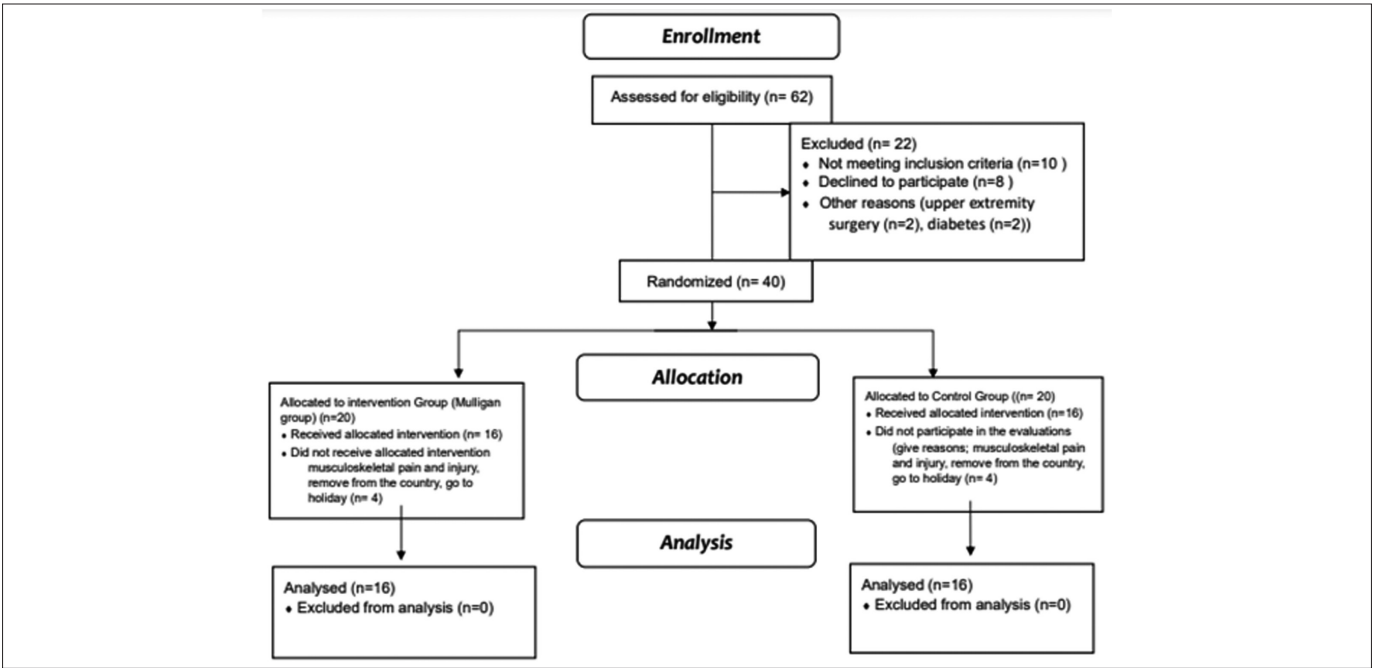 Enrollment
Assessed for eligibility (n= 62)
Excluded (n= 22)
♦ Not meeting inclusion criteria (n=10 )
♦ Declined to participate (n=8 )
♦ Other reasons (upper extremity
surgery (n=2), diabetes (n=2))
Randomized (n= 40)
Allocation
Allocated to intervention Group (Mulligan
group) (n=20)
♦ Received allocated intervention (n= 16)
♦ Did not receive allocated intervention
musculoskeletal pain and injury,
remove from the country, go to
holiday (n= 4)
Allocated to Control Group ((n= 20)
♦ Received allocated intervention (n=16)
♦ Did not participate in the evaluations
(give reasons; musculoskeletal pain
and injury, remove from the country,
go to holiday (n= 4)
Analysis
Analysed (n=16)
♦ Excluded from analysis (n=0)
Analysed (n=16)
♦ Excluded from analysis (n=0)